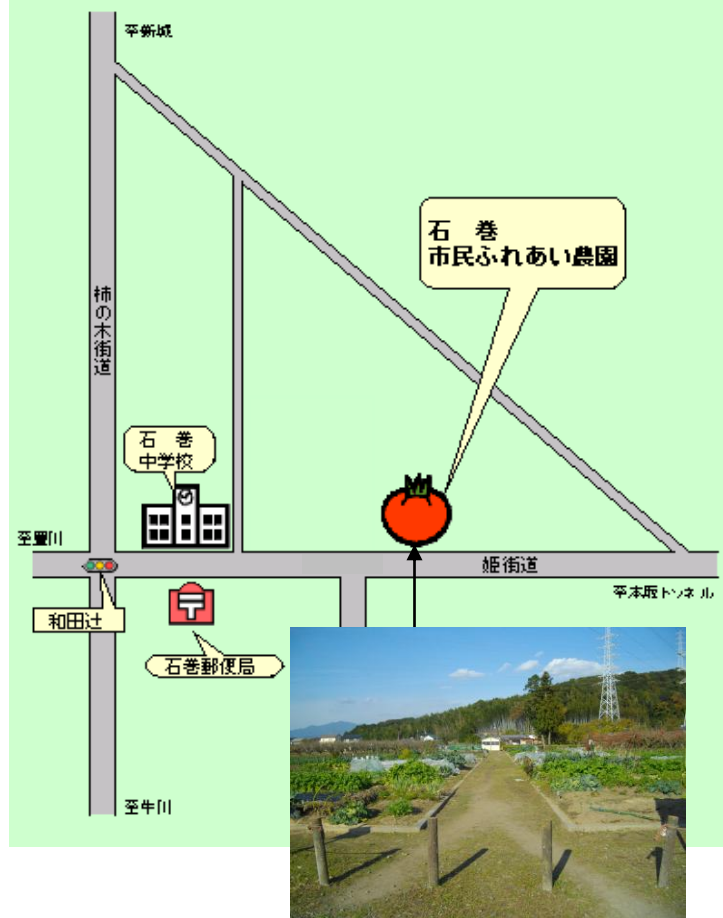 至新城
石 巻
市民ふれあい農園
柿の木街道
石 巻
中学校
至豊川
姫街道
至本坂トンネル
和田辻
石巻郵便局
至牛川